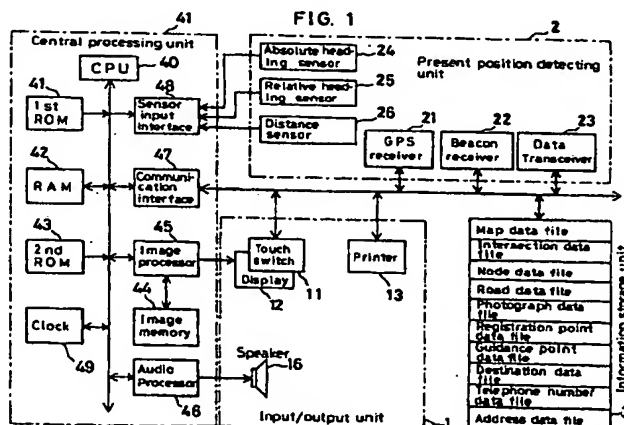 FIG. 1
41
Central processing unit
CPU
40
41
1st ROM
48
Sensor input interface
42
RAM
47
Communication interface
43
2nd ROM
45
Image processor
44
Image memory
Clock
49
Audio Processor
46
Speaker
16
2
Absolute heading sensor
24
Relative heading sensor
25
Distance sensor
26
Present position detecting unit
21
GPS receiver
22
Beacon receiver
23
Data Transceiver
Touch switch
Display
12
11
Printer
13
Input/output unit
1
Map data file
Intersection data file
Node data file
Road data file
Photograph data file
Registration point data file
Guidance point data file
Destination data file
Telephone number data file
Address data file
Information storage unit